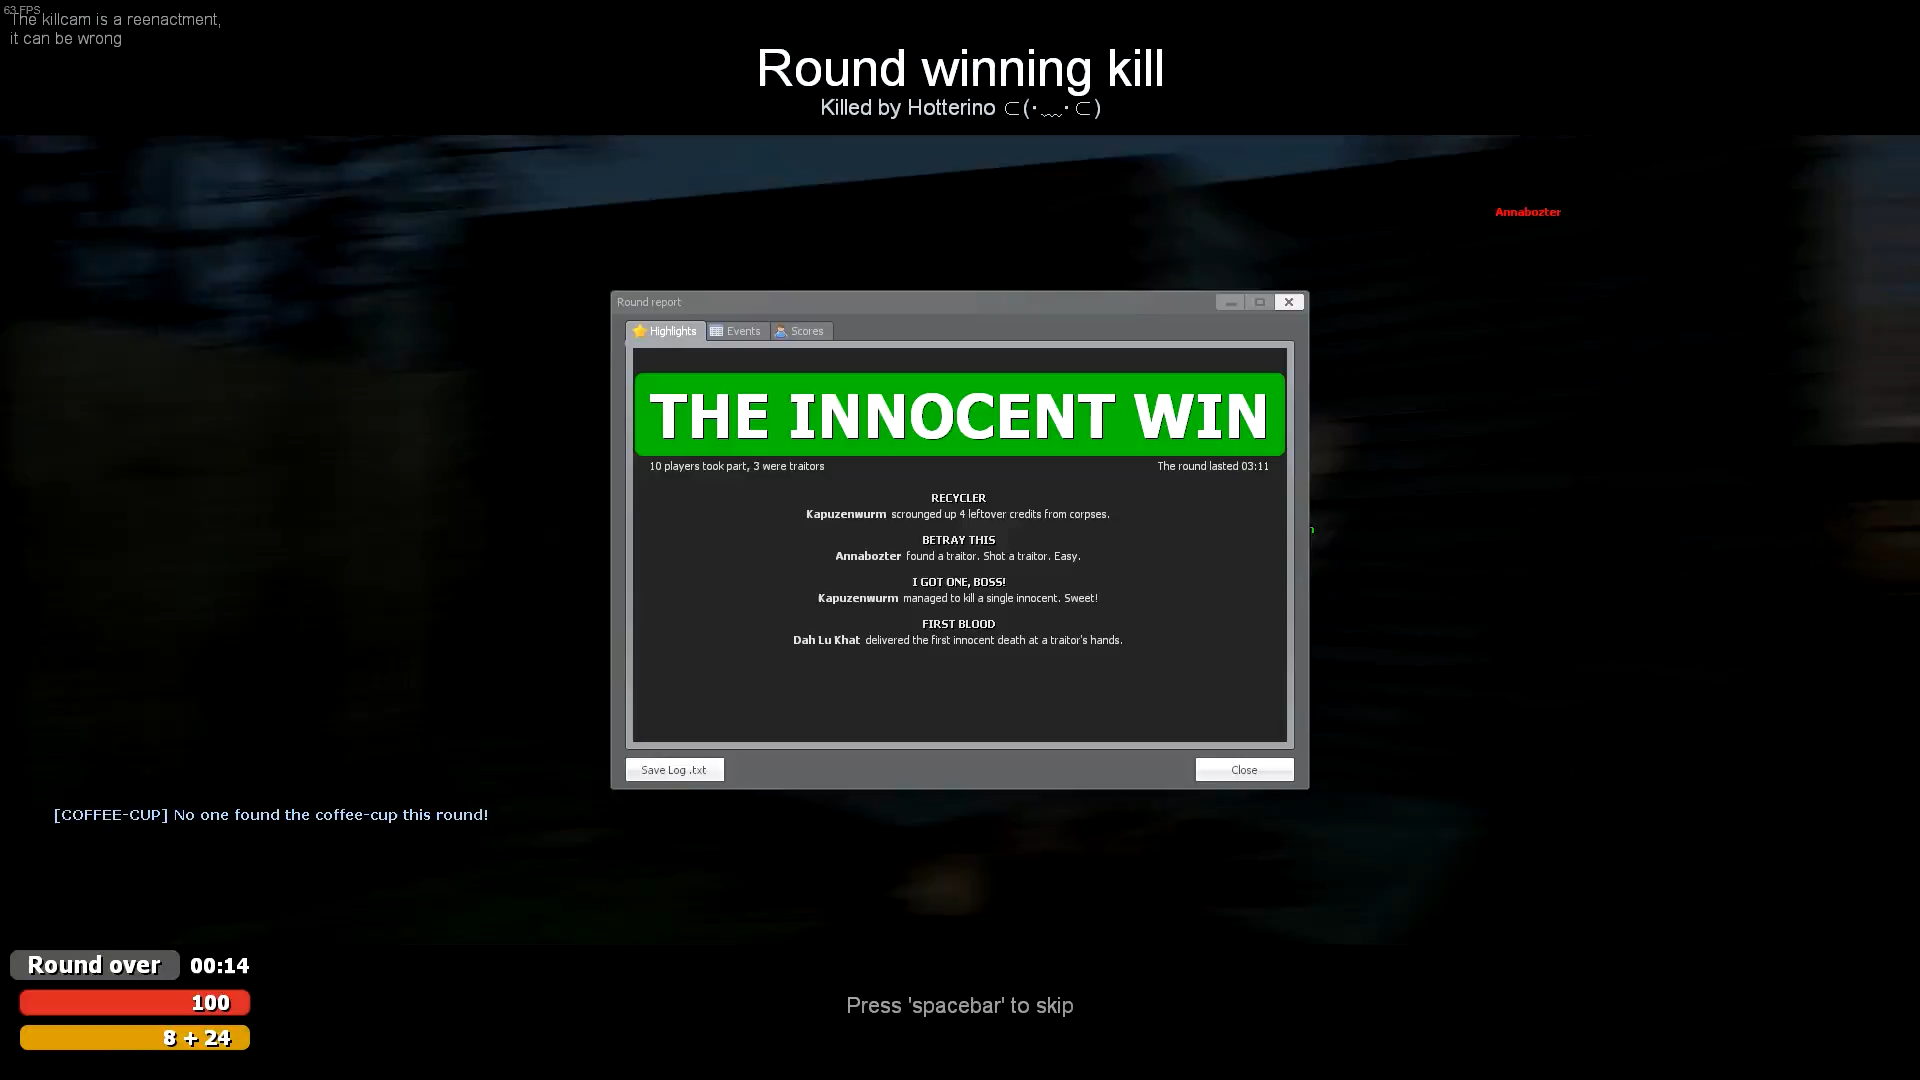 63 FPS
The killcam is a reenactment,
it can be wrong
Round winning kill
Killed by Hotterino ⊂(·﹏·⊂)
Annabozter
Round report
Highlights Events Scores
THE INNOCENT WIN
10 players took part, 3 were traitors The round lasted 03:11
RECYCLER
Kapuzenwurm scrounged up 4 leftover credits from corpses.
BETRAY THIS
Annabozter found a traitor. Shot a traitor. Easy.
I GOT ONE, BOSS!
Kapuzenwurm managed to kill a single innocent. Sweet!
FIRST BLOOD
Dah Lu Khat delivered the first innocent death at a traitor's hands.
Save Log .txt Close
[COFFEE-CUP] No one found the coffee-cup this round!
Round over 00:14
100
8 + 24
Press 'spacebar' to skip